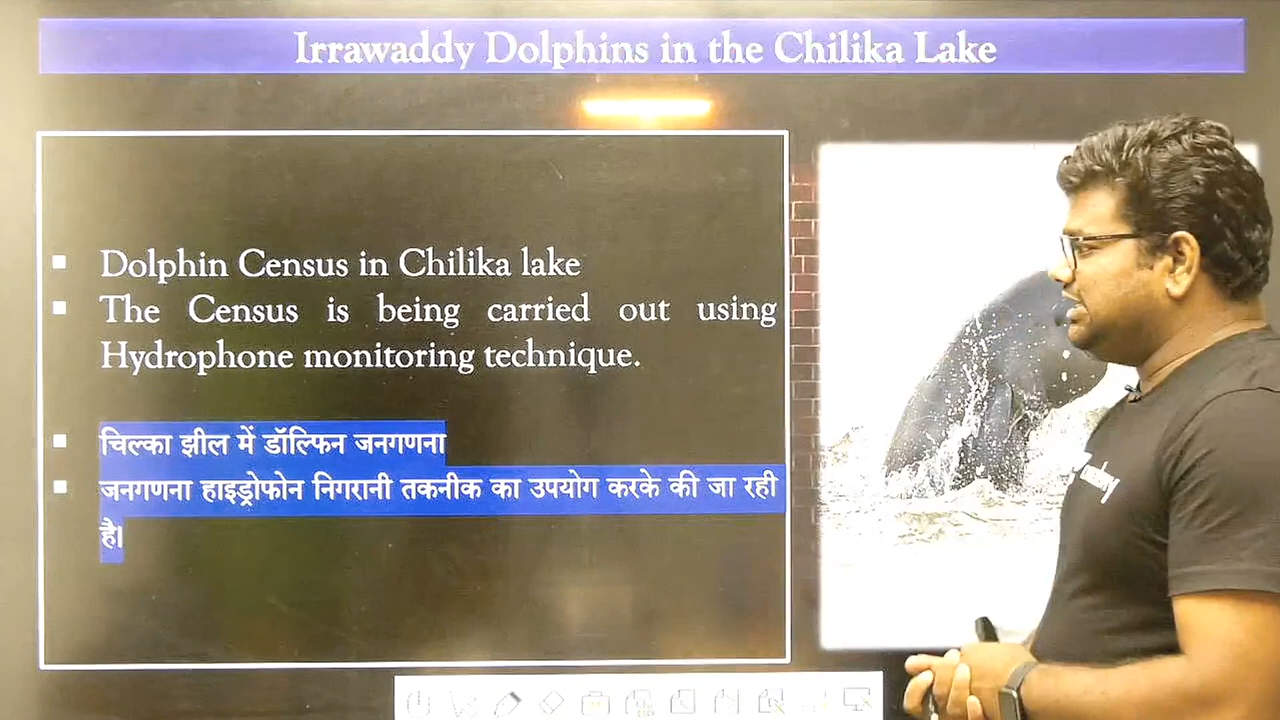 Irrawaddy Dolphins in the Chilika Lake
Dolphin Census in Chilika lake
The Census is being carried out using
Hydrophone monitoring technique.
चिल्का झील में डॉल्फिन जनगणना
जनगणना हाइड्रोफोन निगरानी तकनीक का उपयोग करके की जा रही
है।